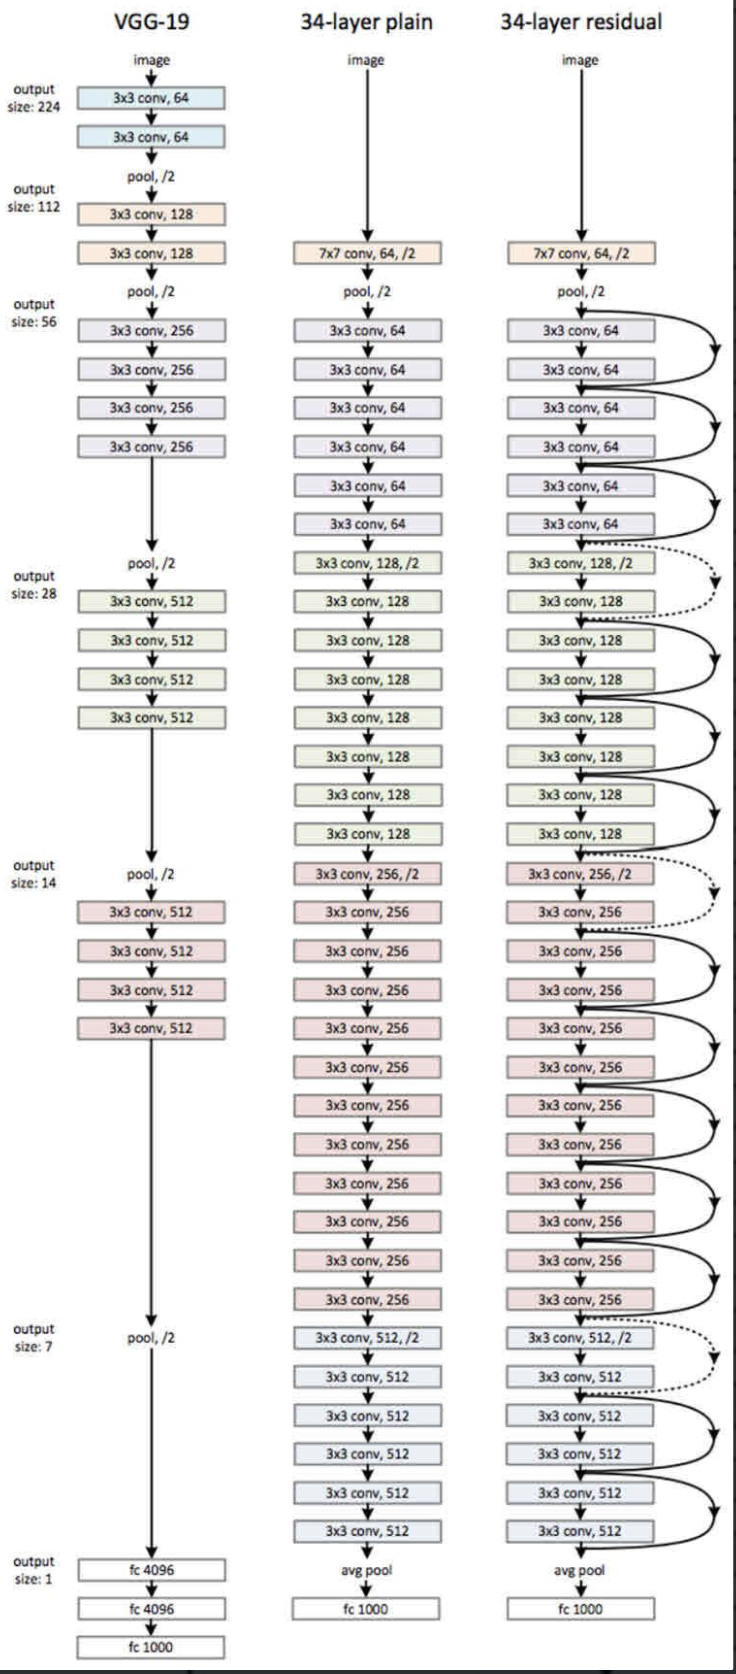 VGG-19
image
output
size: 224
3x3 conv, 64
3x3 conv, 64
pool, /2
output
size: 112
3x3 conv, 128
3x3 conv, 128
pool, /2
output
size: 56
3x3 conv, 256
3x3 conv, 256
3x3 conv, 256
3x3 conv, 256
pool, /2
output
size: 28
3x3 conv, 512
3x3 conv, 512
3x3 conv, 512
3x3 conv, 512
output
size: 14
pool, /2
3x3 conv, 512
3x3 conv, 512
3x3 conv, 512
3x3 conv, 512
output
size: 7
pool, /2
output
size: 1
fc 4096
fc 4096
fc 1000
34-layer plain
image
7x7 conv, 64, /2
pool, /2
3x3 conv, 64
3x3 conv, 64
3x3 conv, 64
3x3 conv, 64
3x3 conv, 64
3x3 conv, 64
3x3 conv, 128, /2
3x3 conv, 128
3x3 conv, 128
3x3 conv, 128
3x3 conv, 128
3x3 conv, 128
3x3 conv, 128
3x3 conv, 128
3x3 conv, 256, /2
3x3 conv, 256
3x3 conv, 256
3x3 conv, 256
3x3 conv, 256
3x3 conv, 256
3x3 conv, 256
3x3 conv, 256
3x3 conv, 256
3x3 conv, 256
3x3 conv, 256
3x3 conv, 256
3x3 conv, 512, /2
3x3 conv, 512
3x3 conv, 512
3x3 conv, 512
3x3 conv, 512
3x3 conv, 512
avg pool
fc 1000
34-layer residual
image
7x7 conv, 64, /2
pool, /2
3x3 conv, 64
3x3 conv, 64
3x3 conv, 64
3x3 conv, 64
3x3 conv, 64
3x3 conv, 64
3x3 conv, 128, /2
3x3 conv, 128
3x3 conv, 128
3x3 conv, 128
3x3 conv, 128
3x3 conv, 128
3x3 conv, 128
3x3 conv, 128
3x3 conv, 256, /2
3x3 conv, 256
3x3 conv, 256
3x3 conv, 256
3x3 conv, 256
3x3 conv, 256
3x3 conv, 256
3x3 conv, 256
3x3 conv, 256
3x3 conv, 256
3x3 conv, 256
3x3 conv, 256
3x3 conv, 512, /2
3x3 conv, 512
3x3 conv, 512
3x3 conv, 512
3x3 conv, 512
3x3 conv, 512
avg pool
fc 1000